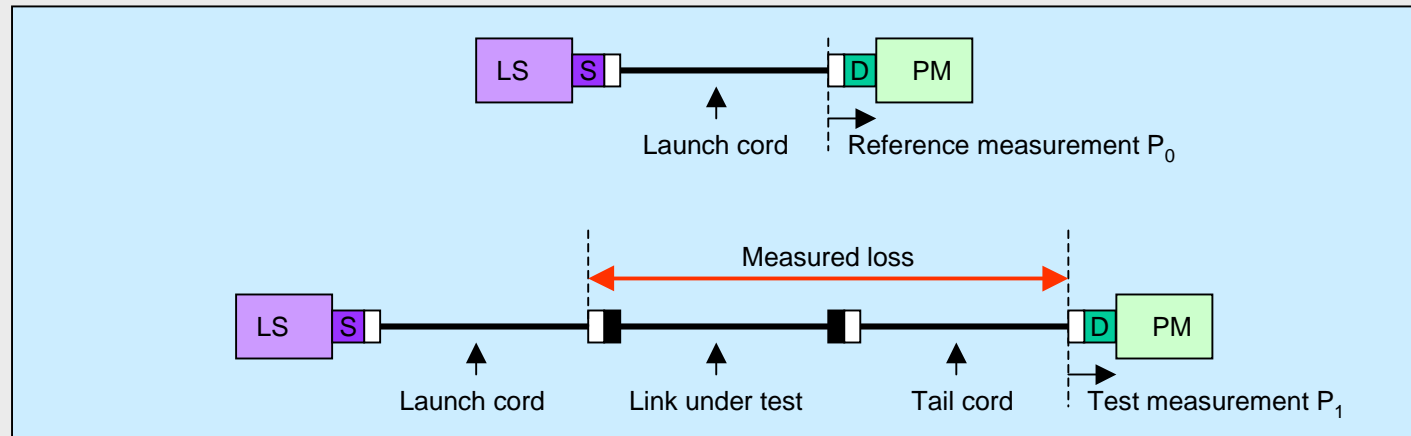 LS S D PM
Launch cord Reference measurement P₀
Measured loss
LS S D PM
Launch cord Link under test Tail cord Test measurement P₁